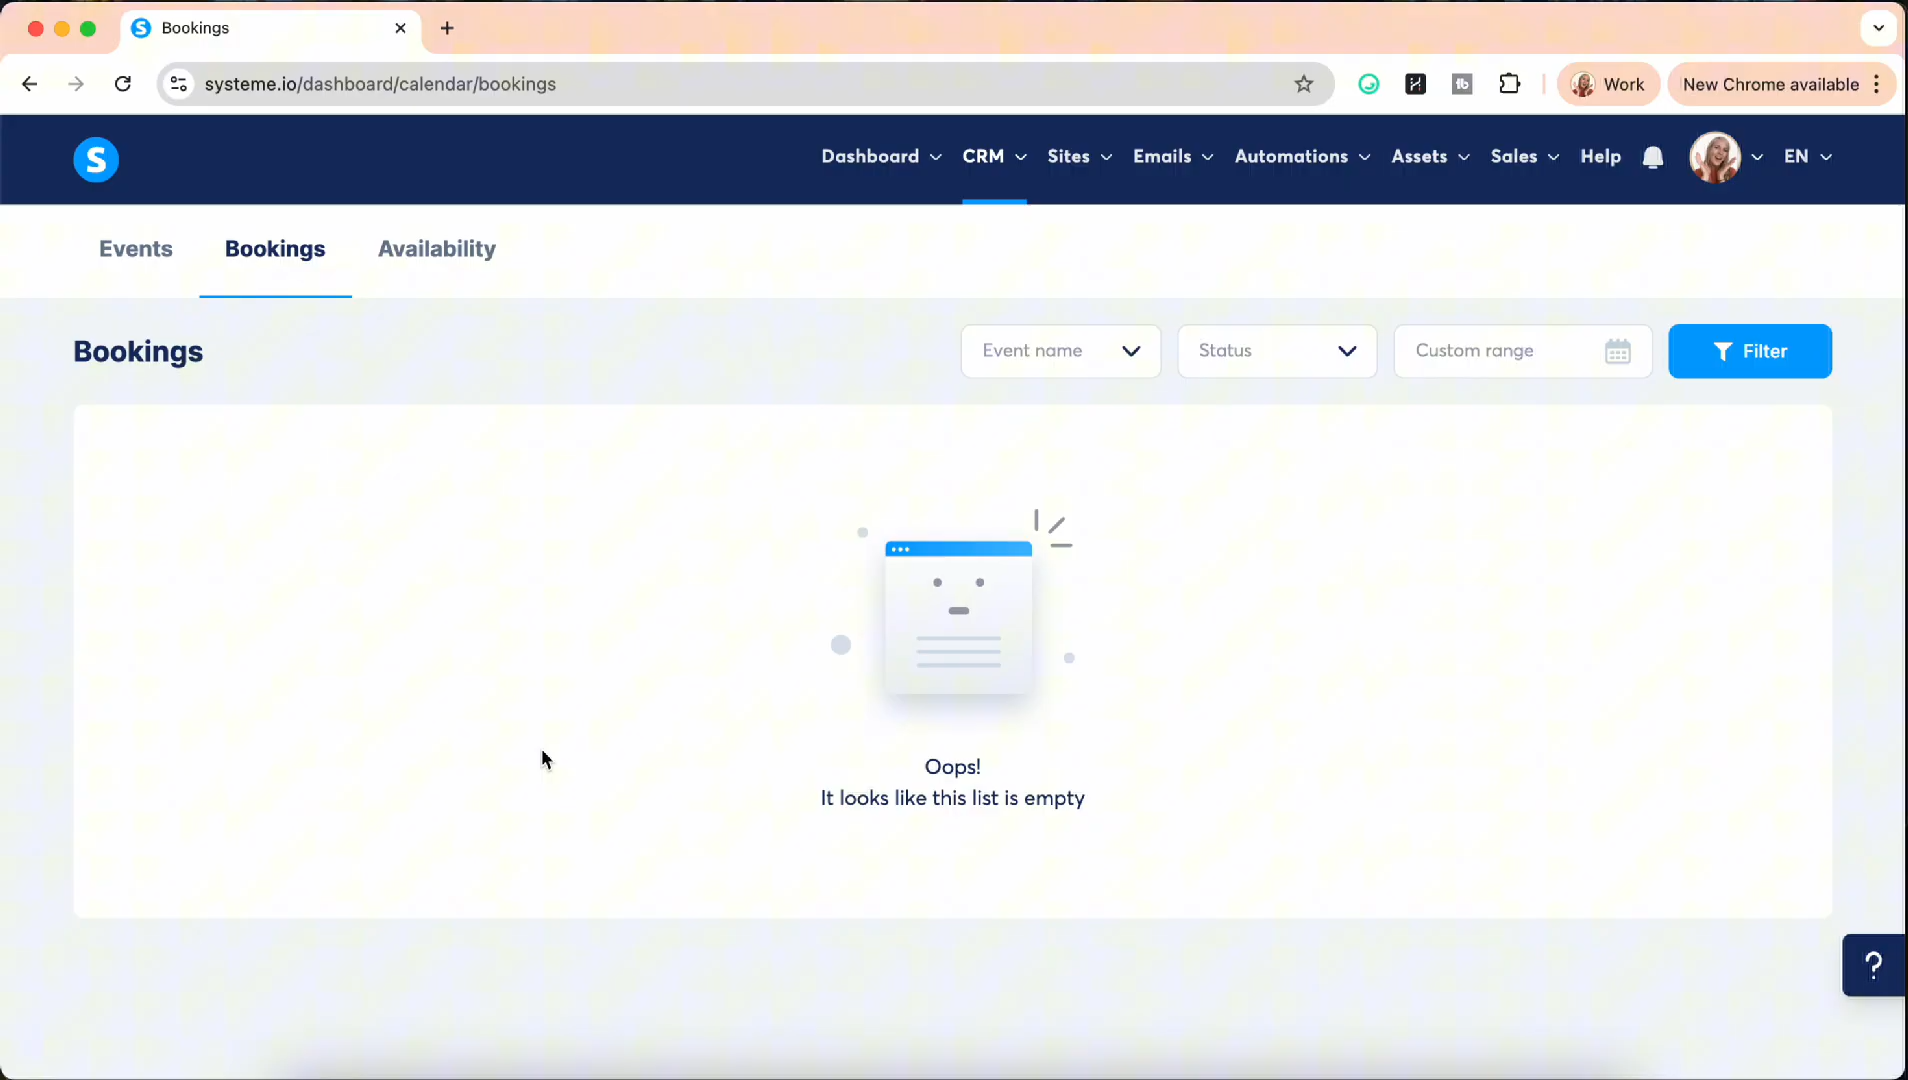 Bookings
systeme.io/dashboard/calendar/bookings
Work
New Chrome available
S
Dashboard
CRM
Sites
Emails
Automations
Assets
Sales
Help
EN
Events
Bookings
Availability
Bookings
Event name
Status
Custom range
Filter
Oops!
It looks like this list is empty
?